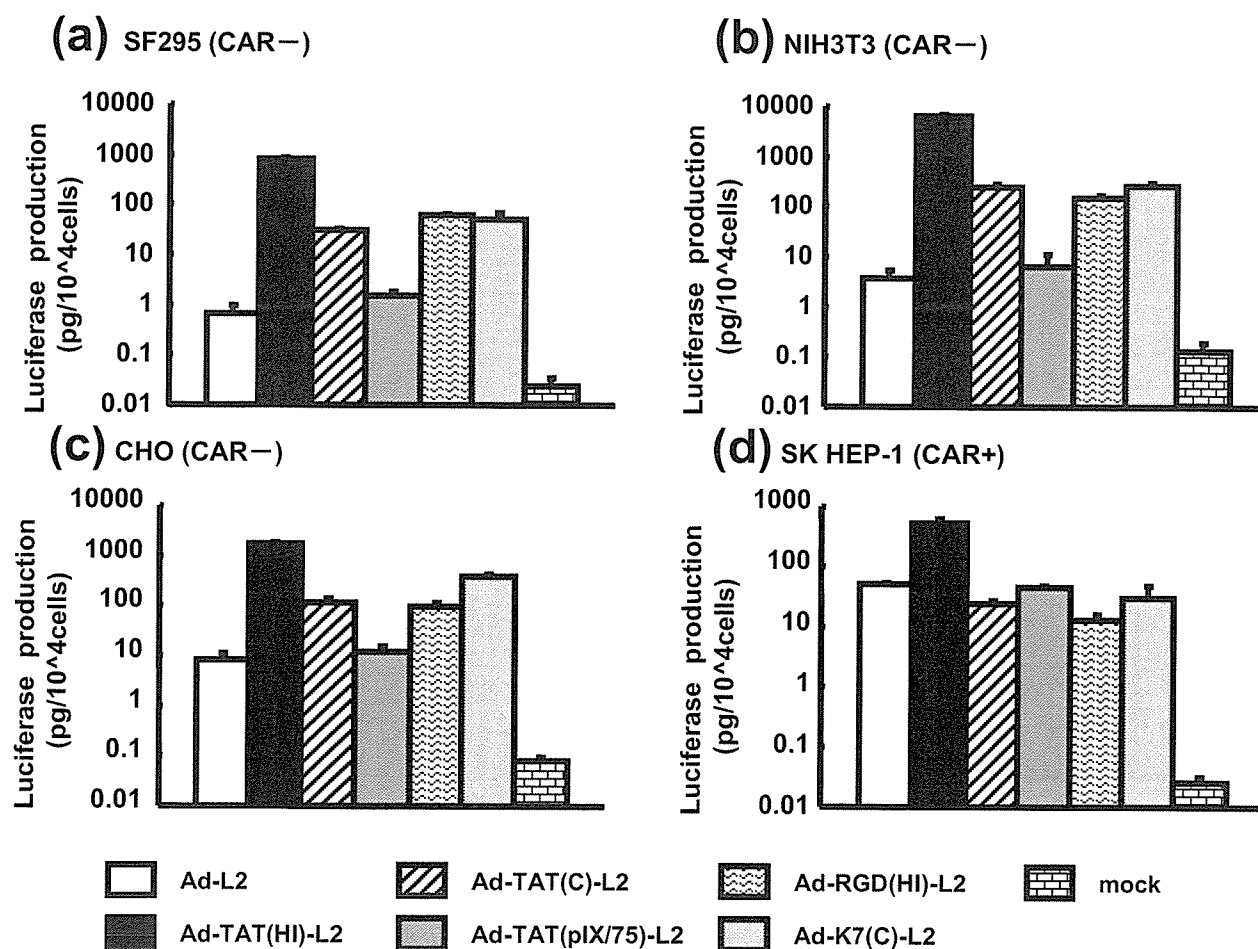 (a) SF295 (CAR−)
Luciferase production
(pg/10^4cells)
10000
1000
100
10
1
0.1
0.01
(b) NIH3T3 (CAR−)
Luciferase production
(pg/10^4cells)
10000
1000
100
10
1
0.1
0.01
(c) CHO (CAR−)
Luciferase production
(pg/10^4cells)
10000
1000
100
10
1
0.1
0.01
(d) SK HEP-1 (CAR+)
Luciferase production
(pg/10^4cells)
1000
100
10
1
0.1
0.01
Ad-L2
Ad-TAT(C)-L2
Ad-RGD(HI)-L2
mock
Ad-TAT(HI)-L2
Ad-TAT(pIX/75)-L2
Ad-K7(C)-L2